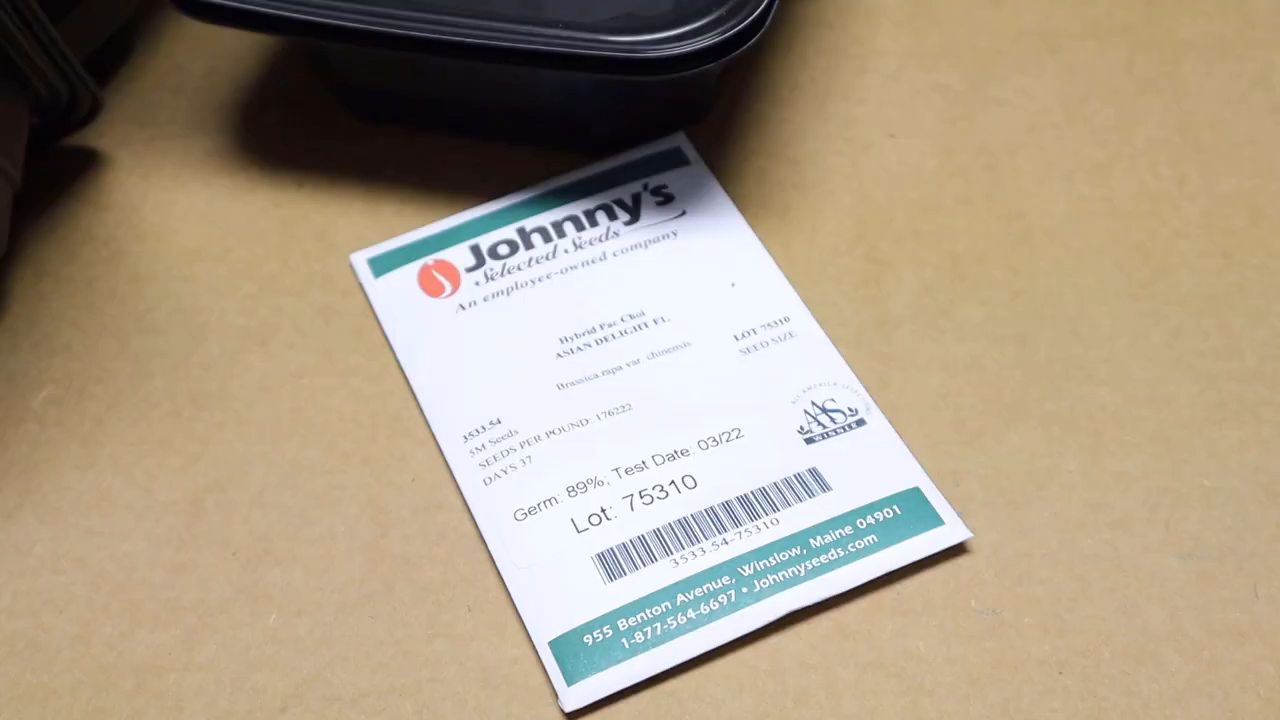 Johnny's
Selected Seeds
An employee-owned company
Hybrid Pac Choi
ASIAN DELIGHT F1,
LOT 75310
SEED SIZE
Brassica rapa var. chinensis
3533.54
5M Seeds
SEEDS PER POUND: 176222
DAYS 37
AAS
WINNER
Germ: 89%; Test Date: 03/22
Lot: 75310
3533.54-75310
955 Benton Avenue, Winslow, Maine 04901
1-877-564-6697 • Johnnyseeds.com